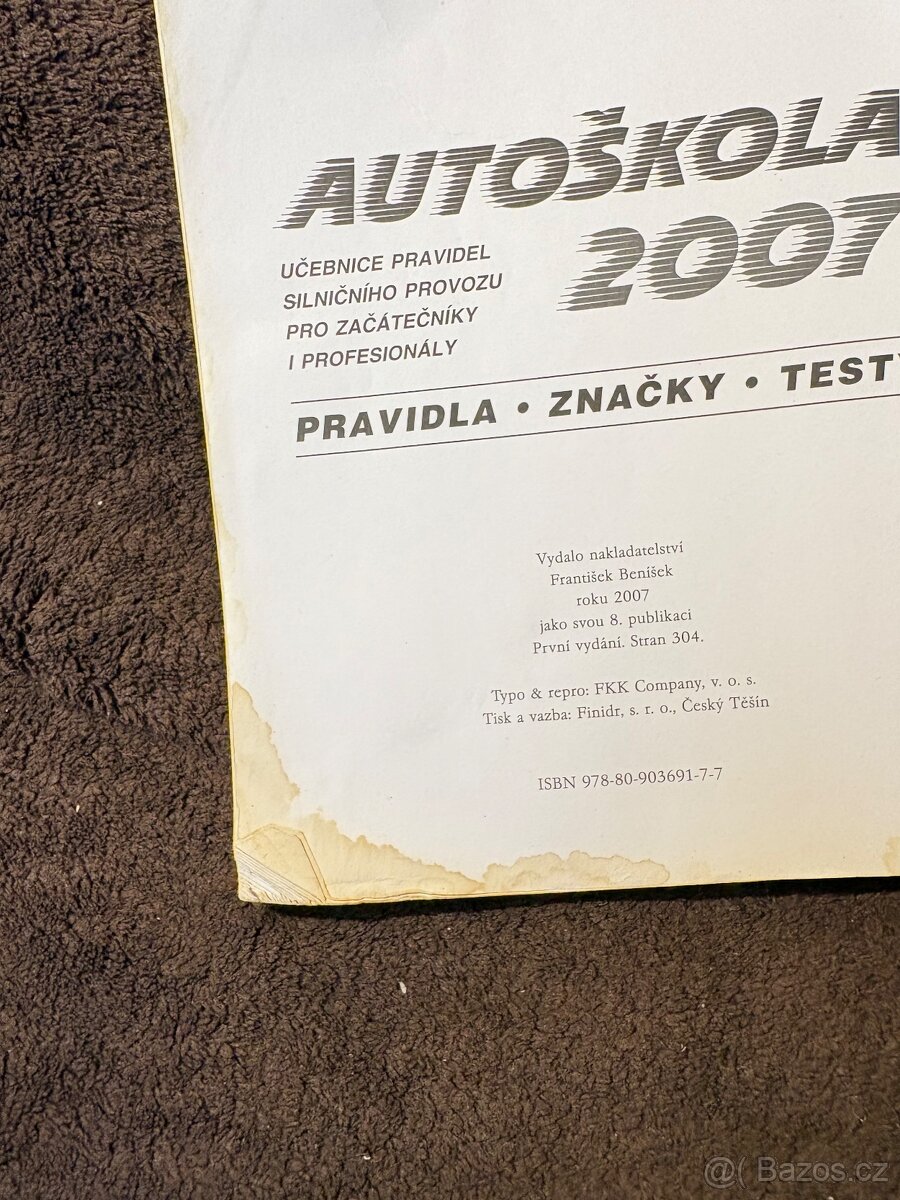 AUTOŠKOLA
2007
UČEBNICE PRAVIDEL
SILNIČNÍHO PROVOZU
PRO ZAČÁTEČNÍKY
I PROFESIONÁLY
PRAVIDLA • ZNAČKY • TESTY
Vydalo nakladatelství
František Beníšek
roku 2007
jako svou 8. publikaci
První vydání. Stran 304.
Typo & repro: FKK Company, v. o. s.
Tisk a vazba: Finidr, s. r. o., Český Těšín
ISBN 978-80-903691-7-7
@( Bazos.cz